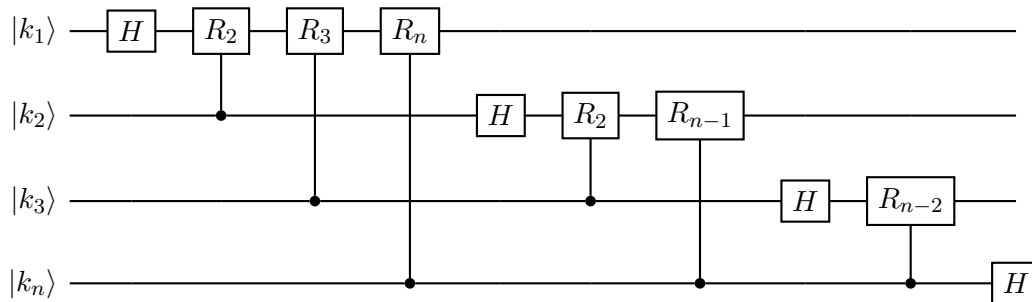 |k₁⟩ H R₂ R₃ Rₙ
|k₂⟩ H R₂ Rₙ₋₁
|k₃⟩ H Rₙ₋₂
|kₙ⟩ H